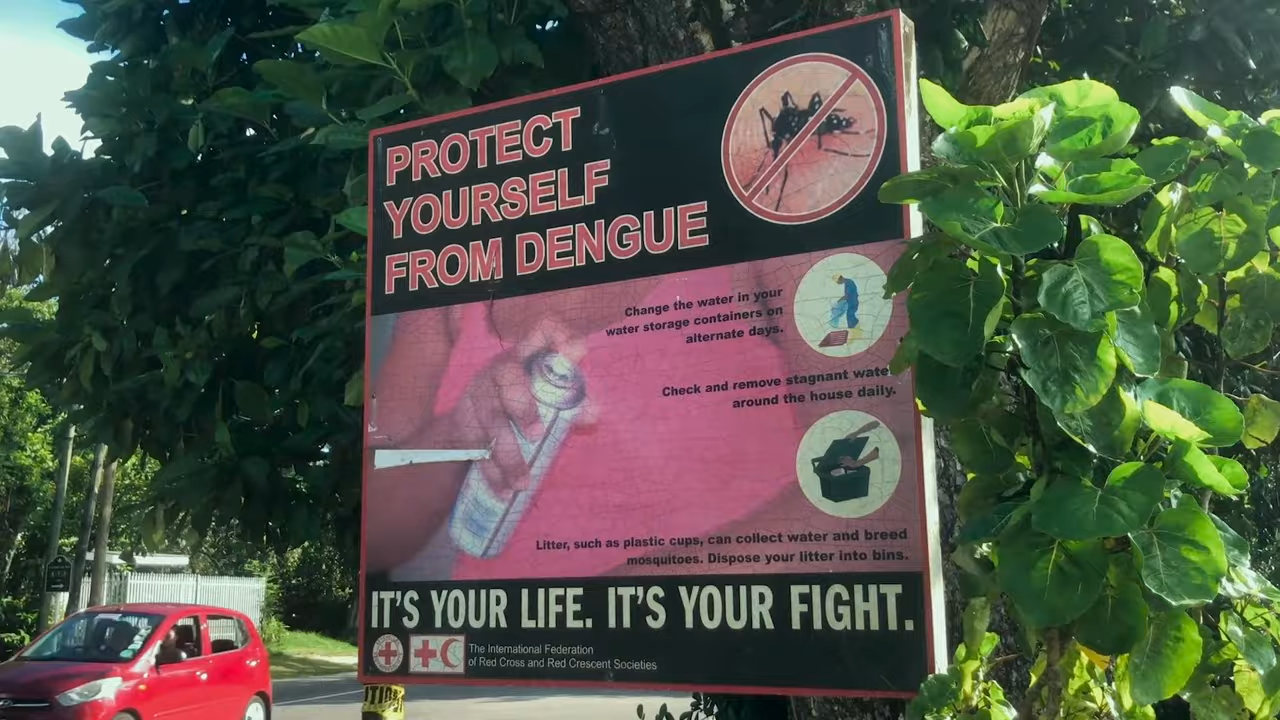 PROTECT
YOURSELF
FROM DENGUE
Change the water in your
water storage containers on
alternate days.
Check and remove stagnant water
around the house daily.
Litter, such as plastic cups, can collect water and breed
mosquitoes. Dispose your litter into bins.
IT'S YOUR LIFE. IT'S YOUR FIGHT.
The International Federation
of Red Cross and Red Crescent Societies